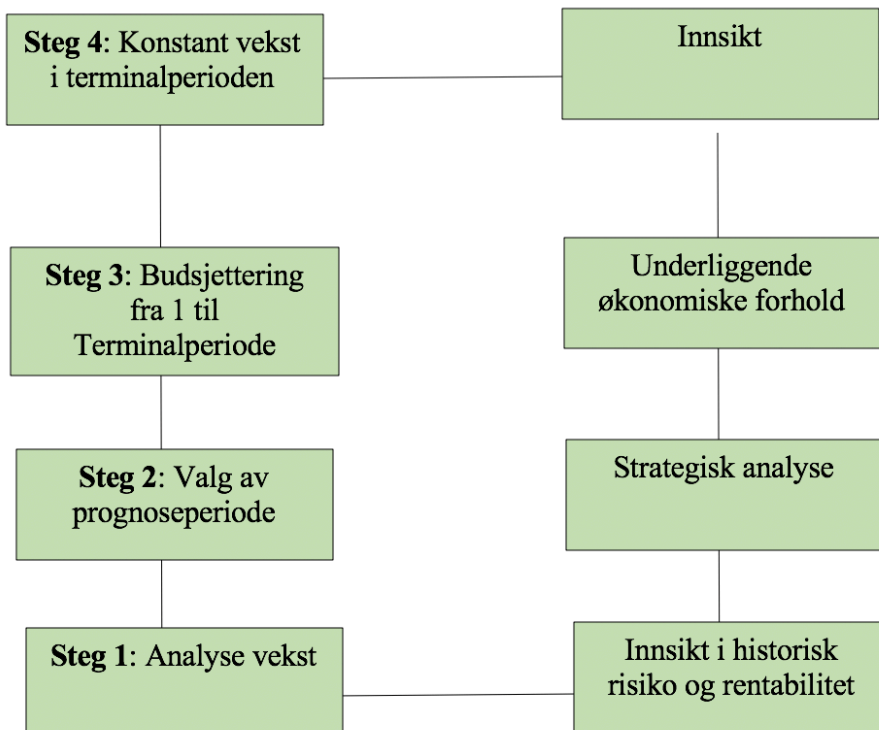 Steg 4: Konstant vekst
i terminalperioden
Innsikt
Steg 3: Budsjettering
fra 1 til
Terminalperiode
Underliggende
økonomiske forhold
Steg 2: Valg av
prognoseperiode
Strategisk analyse
Steg 1: Analyse vekst
Innsikt i historisk
risiko og rentabilitet